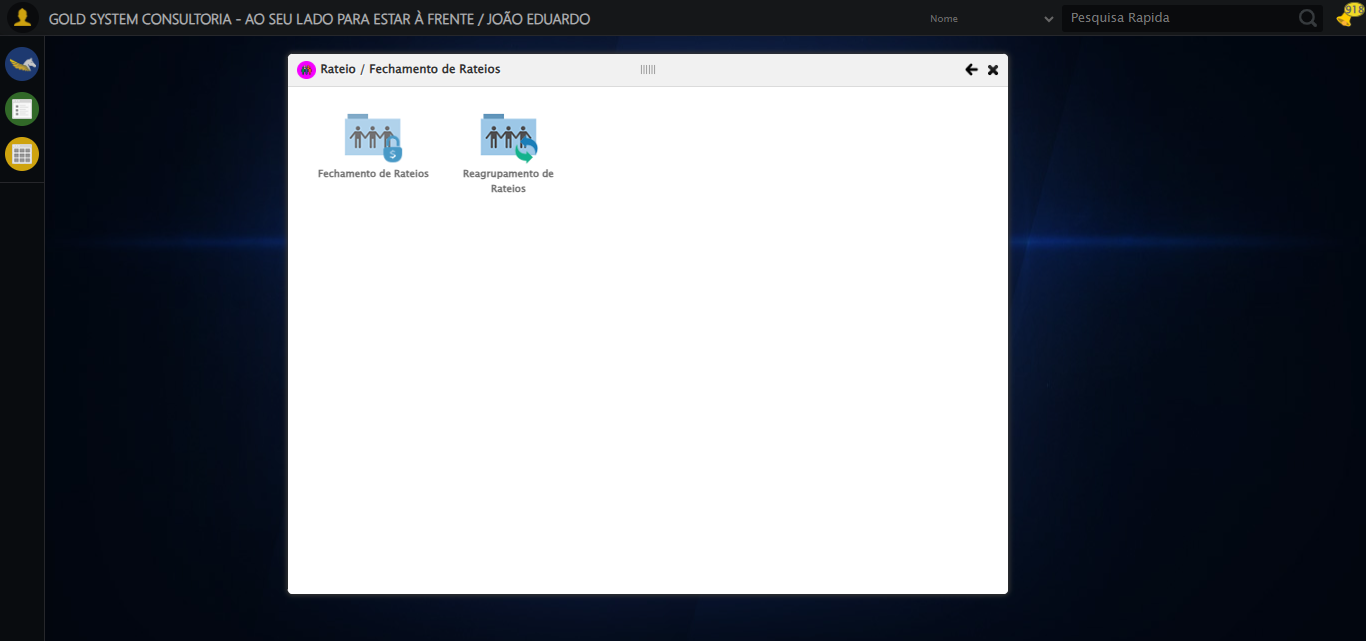 GOLD SYSTEM CONSULTORIA - AO SEU LADO PARA ESTAR À FRENTE / JOÃO EDUARDO
Nome
Pesquisa Rapida
918
Rateio / Fechamento de Rateios
Fechamento de Rateios
Reagrupamento de
Rateios